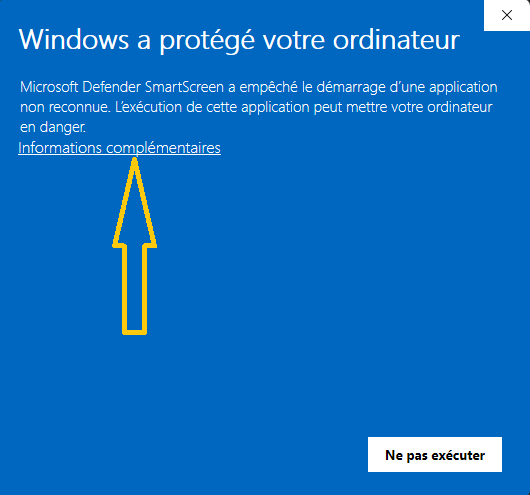 Windows a protégé votre ordinateur
Microsoft Defender SmartScreen a empêché le démarrage d’une application
non reconnue. L’exécution de cette application peut mettre votre ordinateur
en danger.
Informations complémentaires
Ne pas exécuter